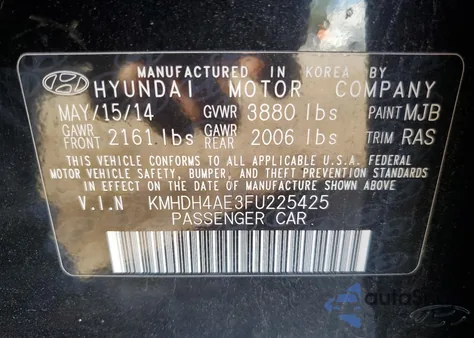 MANUFACTURED IN KOREA BY
HYUNDAI MOTOR COMPANY
MAY/15/14 GVWR 3880 lbs PAINT MJB
GAWR FRONT 2161 lbs GAWR REAR 2006 lbs TRIM RAS
THIS VEHICLE CONFORMS TO ALL APPLICABLE U.S.A. FEDERAL
MOTOR VEHICLE SAFETY, BUMPER, AND THEFT PREVENTION STANDARDS
IN EFFECT ON THE DATE OF MANUFACTURE SHOWN ABOVE.
V.I.N KMHDH4AE3FU225425
PASSENGER CAR.